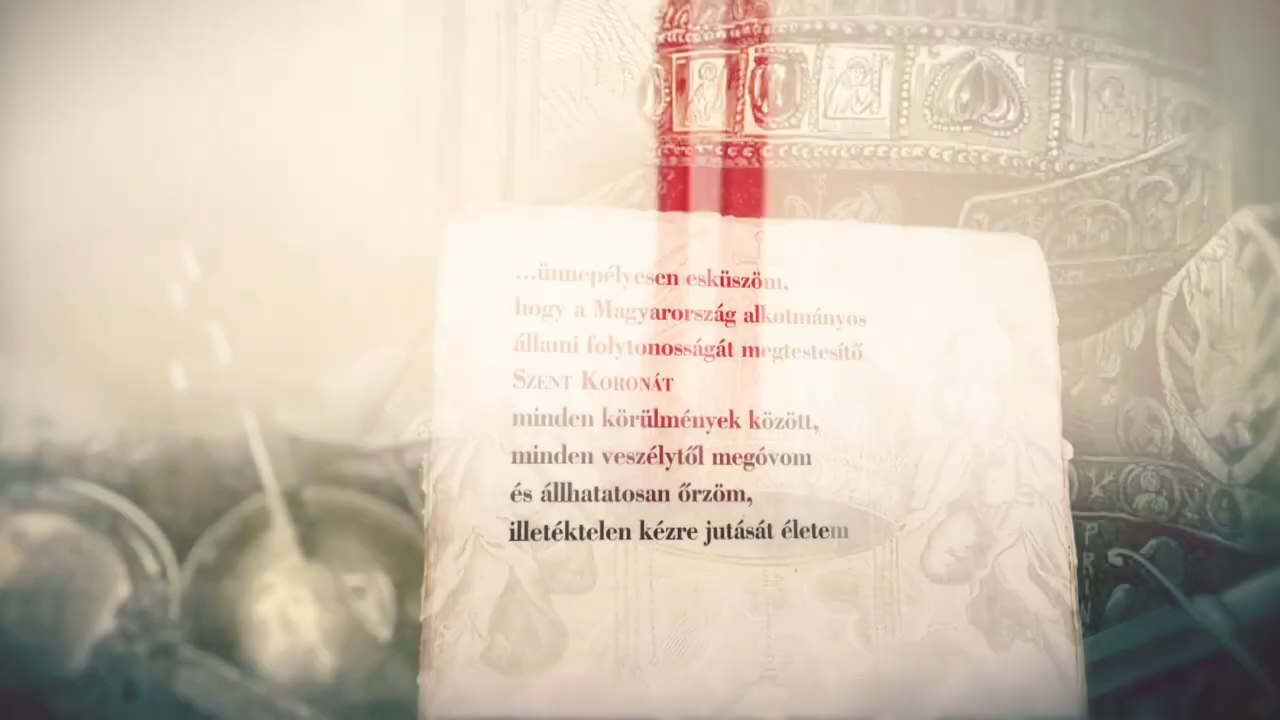 ...ünnepélyesen esküszöm,
hogy a Magyarország alkotmányos
állami folytonosságát megtestesítő
SZENT KORONÁT
minden körülmények között,
minden veszélytől megóvom
és állhatatosan őrzöm,
illetéktelen kézre jutását életem